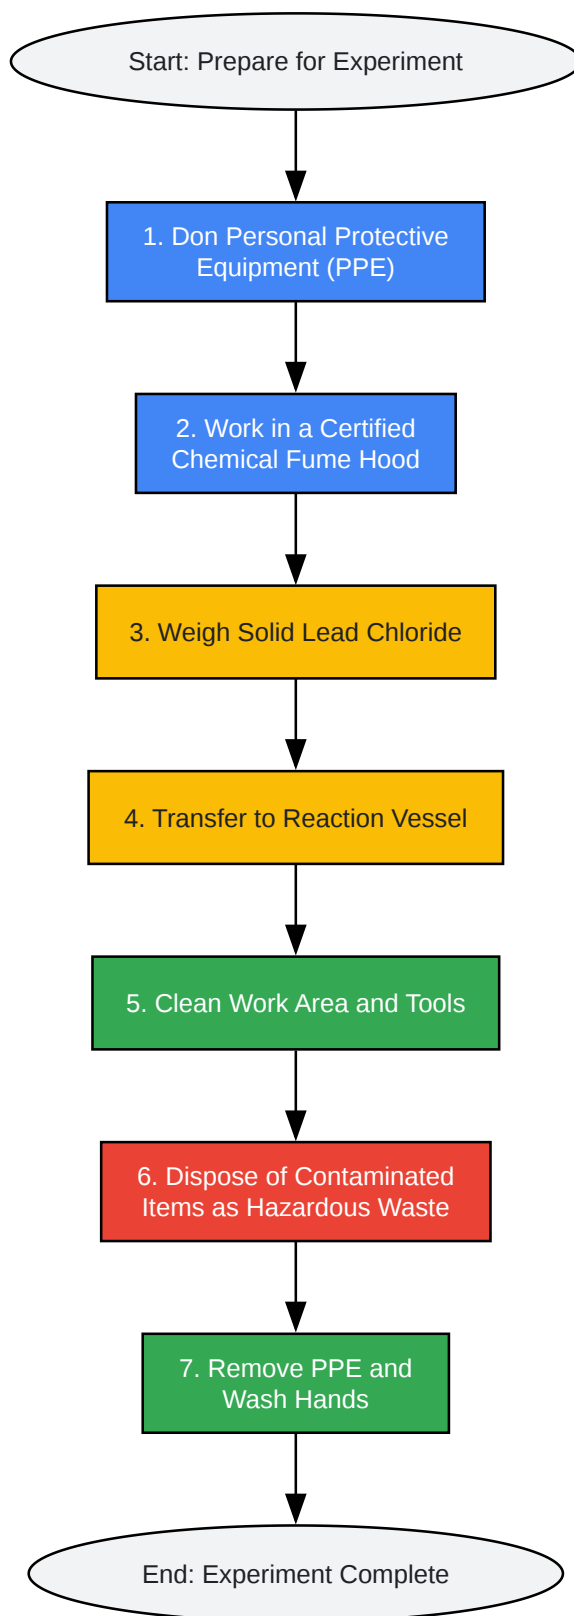 Start: Prepare for Experiment
1. Don Personal Protective
Equipment (PPE)
2. Work in a Certified
Chemical Fume Hood
3. Weigh Solid Lead Chloride
4. Transfer to Reaction Vessel
5. Clean Work Area and Tools
6. Dispose of Contaminated
Items as Hazardous Waste
7. Remove PPE and
Wash Hands
End: Experiment Complete